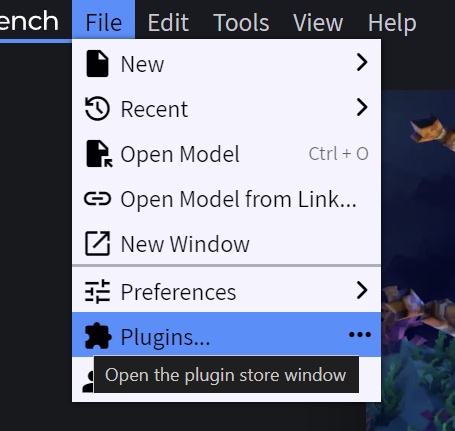 ench File Edit Tools View Help
New
Recent
Open Model Ctrl + O
Open Model from Link...
New Window
Preferences
Plugins...
Open the plugin store window